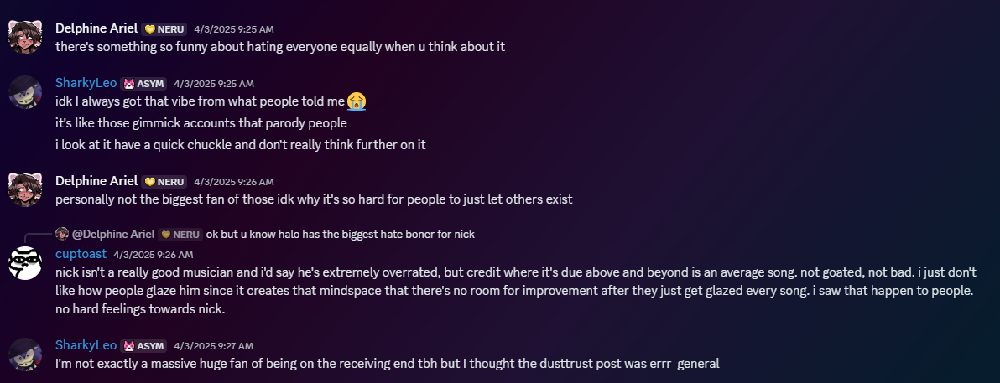 Delphine Ariel NERU 4/3/2025 9:25 AM
there's something so funny about hating everyone equally when u think about it
SharkyLeo ASYM 4/3/2025 9:25 AM
idk I always got that vibe from what people told me
it's like those gimmick accounts that parody people
i look at it have a quick chuckle and don't really think further on it
Delphine Ariel NERU 4/3/2025 9:26 AM
personally not the biggest fan of those idk why it's so hard for people to just let others exist
@Delphine Ariel NERU ok but u know halo has the biggest hate boner for nick
cuptoast 4/3/2025 9:26 AM
nick isn't a really good musician and i'd say he's extremely overrated, but credit where it's due above and beyond is an average song. not goated, not bad. i just don't
like how people glaze him since it creates that mindspace that there's no room for improvement after they just get glazed every song. i saw that happen to people.
no hard feelings towards nick.
SharkyLeo ASYM 4/3/2025 9:27 AM
I'm not exactly a massive huge fan of being on the receiving end tbh but I thought the dusttrust post was errr general